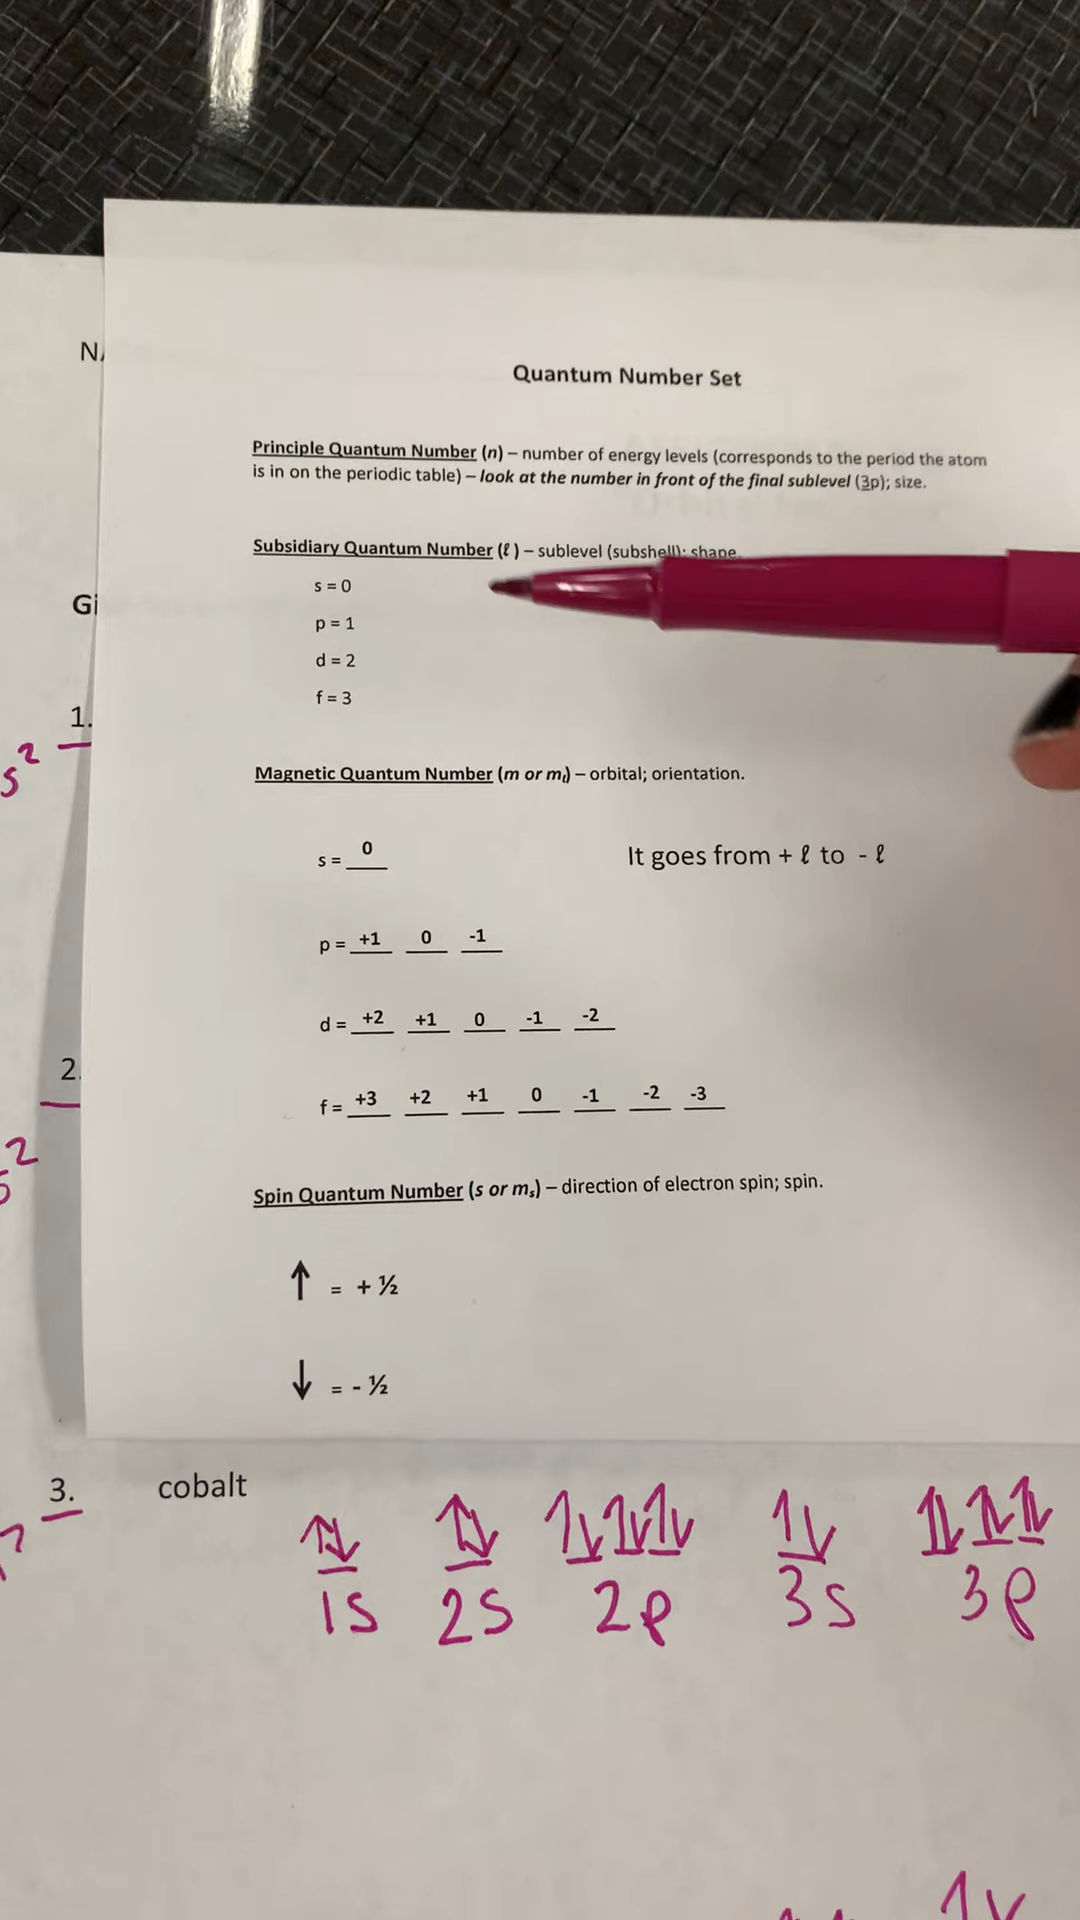 Quantum Number Set
Principle Quantum Number (n) – number of energy levels (corresponds to the period the atom
is in on the periodic table) – look at the number in front of the final sublevel (3p); size.
Subsidiary Quantum Number (ℓ ) – sublevel (subshell); shape.
s = 0
p = 1
d = 2
f = 3
Magnetic Quantum Number (m or mℓ) – orbital; orientation.
s = 0
It goes from + ℓ to - ℓ
p = +1 0 -1
d = +2 +1 0 -1 -2
f = +3 +2 +1 0 -1 -2 -3
Spin Quantum Number (s or ms) – direction of electron spin; spin.
↑ = + ½
↓ = - ½
Gi
1.
s²
2.
2
3. cobalt
↑↓ ↑↓ ↑↓ ↑↓ ↑↓ ↑↓ ↑↓ ↑↓ ↑↓
1s 2s 2p 3s 3p